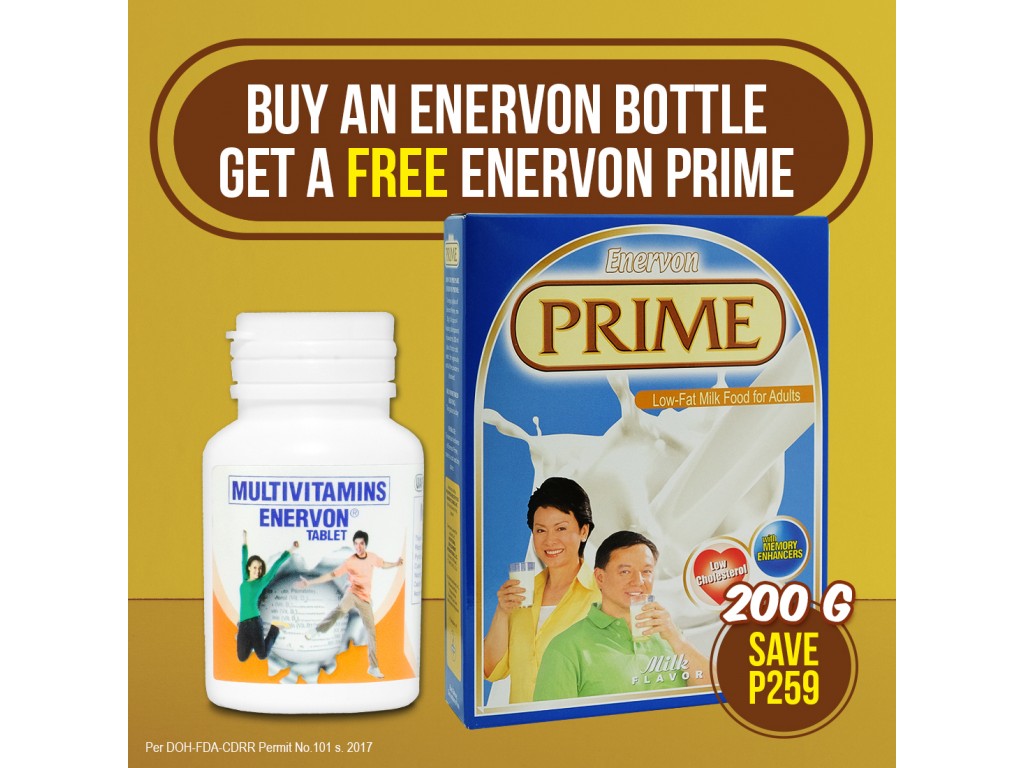 BUY AN ENERVON BOTTLE
GET A FREE ENERVON PRIME
Enervon
PRIME
Low-Fat Milk Food for Adults
PRIME
MULTIVITAMINS
ENERVON®
TABLET
Low
Cholesterol
with
MEMORY
ENHANCERS
200 G
SAVE
P259
Milk
FLAVOR
Per DOH-FDA-CDRR Permit No.101 s. 2017